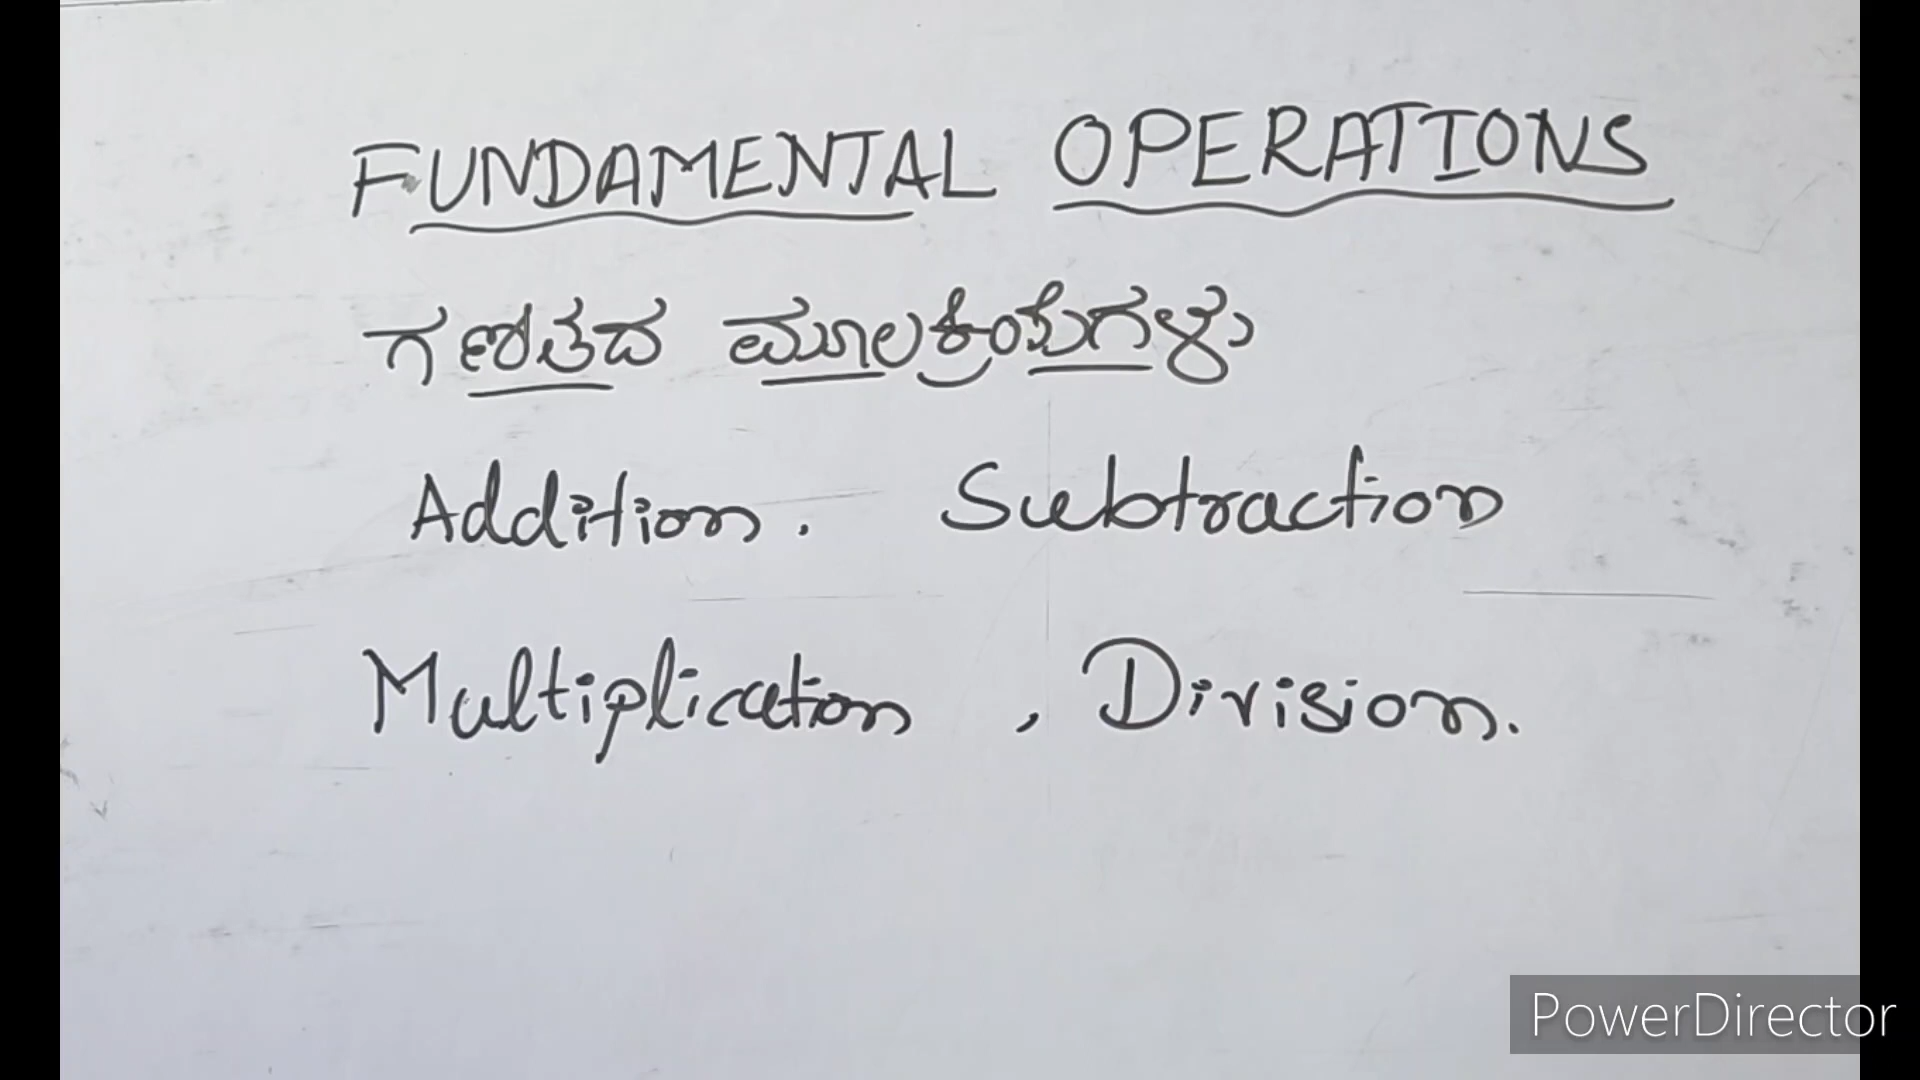 FUNDAMENTAL OPERATIONS
ಗಣಿತದ ಮೂಲಕ್ರಿಯೆಗಳು
Addition. Subtraction
Multiplication , Division.
PowerDirector